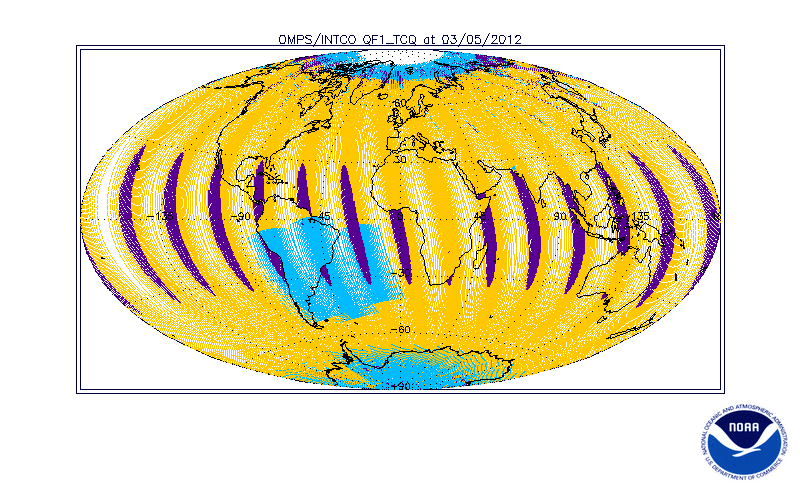 OMPS/INTCO QF1_TCQ at 03/05/2012
60
30
-135 -90 -45 0 45 90 135
-30
-60
+90
NATIONAL OCEANIC AND ATMOSPHERIC ADMINISTRATION
NOAA
U.S. DEPARTMENT OF COMMERCE